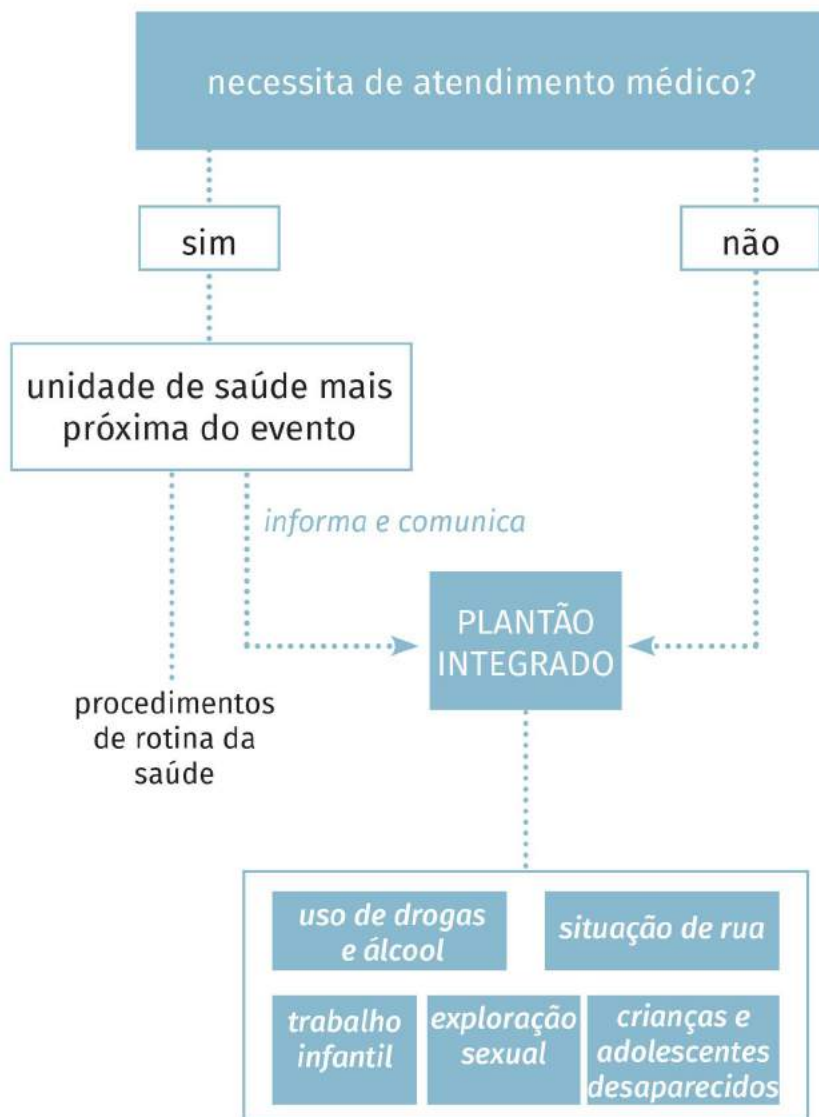 necessita de atendimento médico?
sim
não
unidade de saúde mais
próxima do evento
informa e comunica
PLANTÃO
INTEGRADO
procedimentos
de rotina da
saúde
uso de drogas
e álcool
situação de rua
trabalho
infantil
exploração
sexual
crianças e
adolescentes
desaparecidos